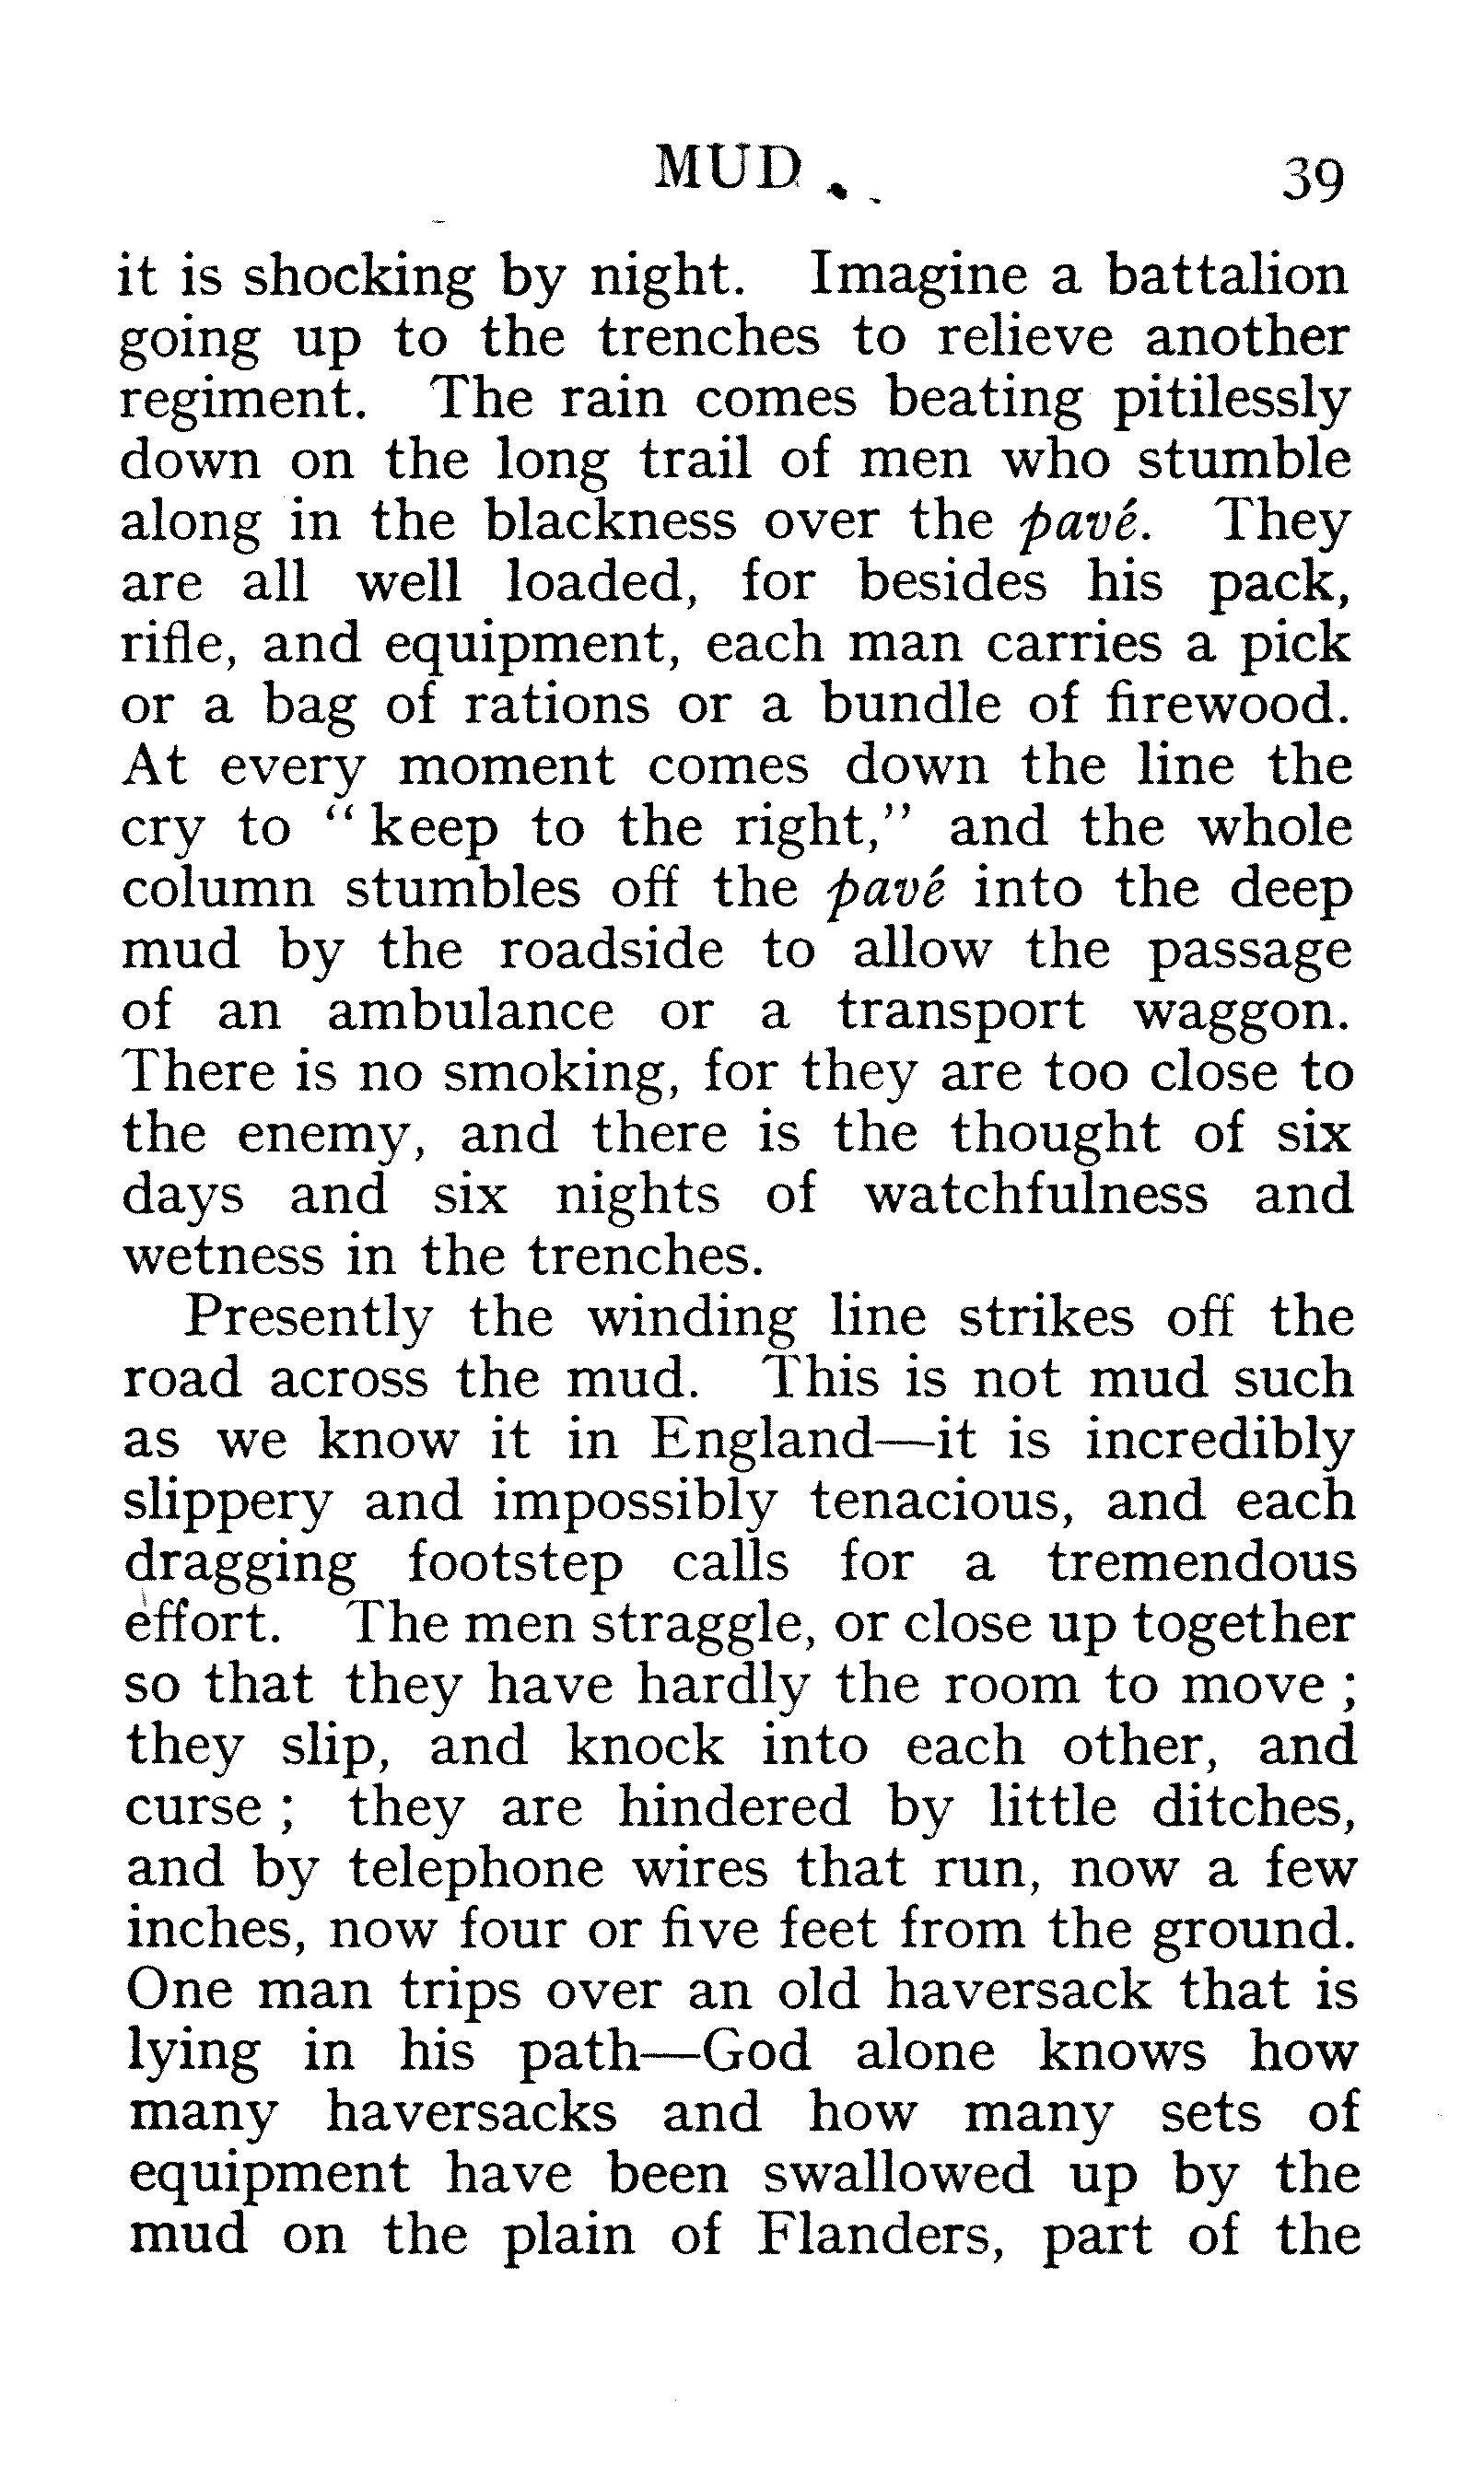 MUD 39
it is shocking by night. Imagine a battalion
going up to the trenches to relieve another
regiment. The rain comes beating pitilessly
down on the long trail of men who stumble
along in the blackness over the pavé. They
are all well loaded, for besides his pack,
rifle, and equipment, each man carries a pick
or a bag of rations or a bundle of firewood.
At every moment comes down the line the
cry to “ keep to the right,” and the whole
column stumbles off the pavé into the deep
mud by the roadside to allow the passage
of an ambulance or a transport waggon.
There is no smoking, for they are too close to
the enemy, and there is the thought of six
days and six nights of watchfulness and
wetness in the trenches.
Presently the winding line strikes off the
road across the mud. This is not mud such
as we know it in England—it is incredibly
slippery and impossibly tenacious, and each
dragging footstep calls for a tremendous
effort. The men straggle, or close up together
so that they have hardly the room to move ;
they slip, and knock into each other, and
curse ; they are hindered by little ditches,
and by telephone wires that run, now a few
inches, now four or five feet from the ground.
One man trips over an old haversack that is
lying in his path—God alone knows how
many haversacks and how many sets of
equipment have been swallowed up by the
mud on the plain of Flanders, part of the